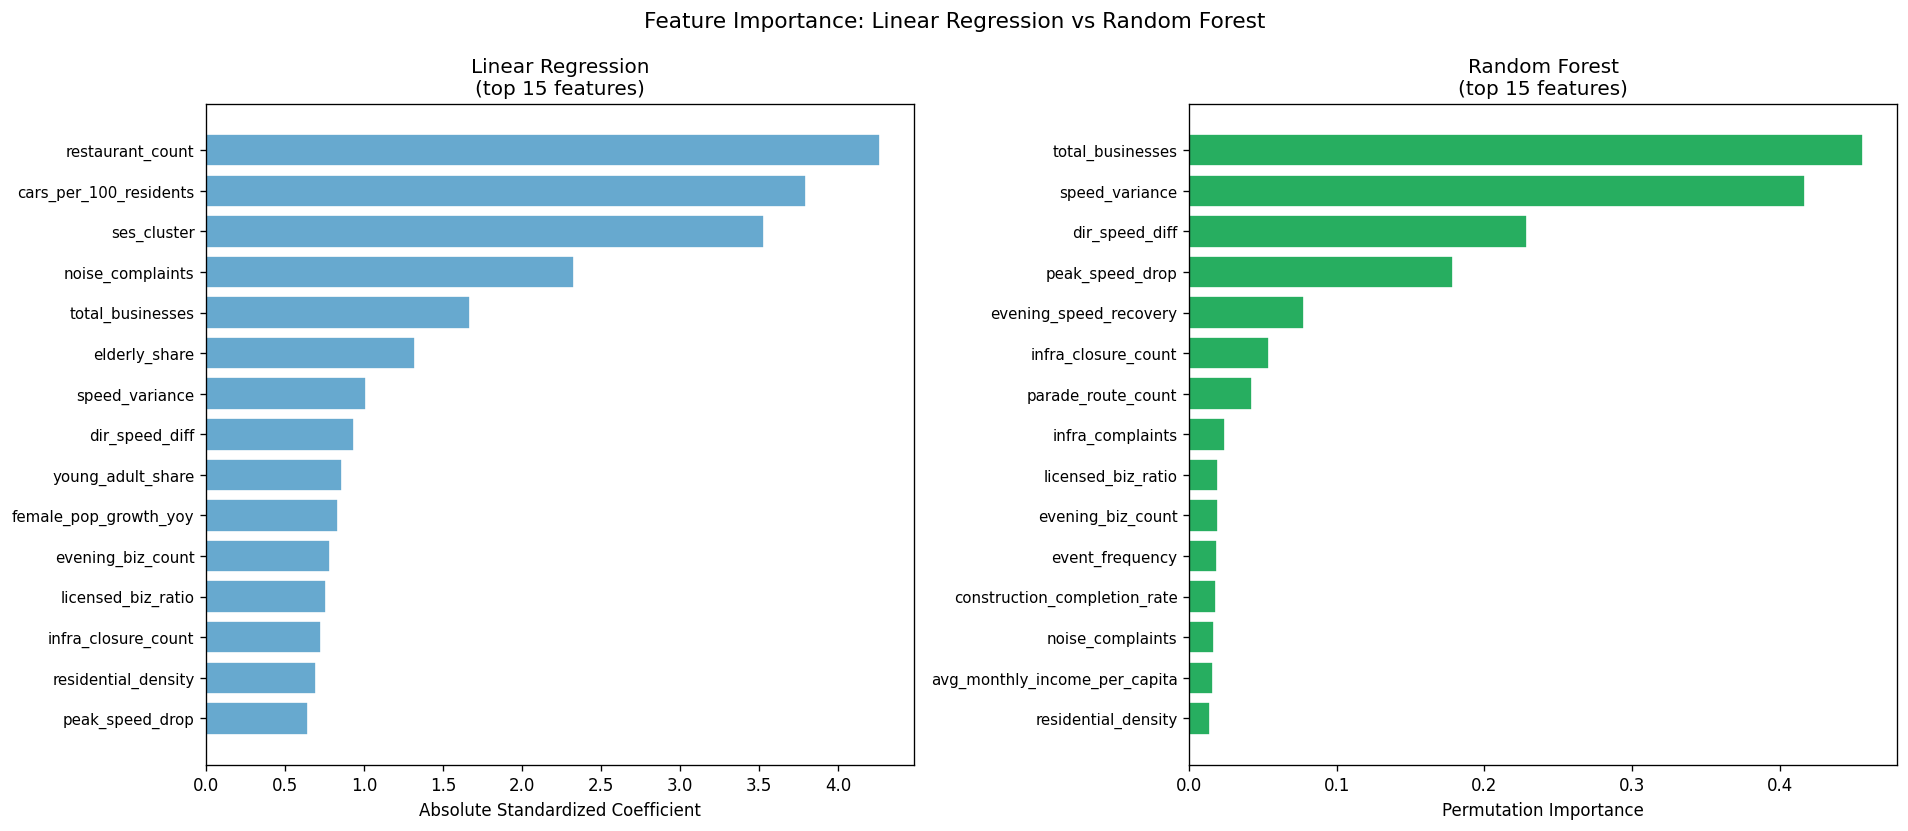 Feature Importance: Linear Regression vs Random Forest
Linear Regression
(top 15 features)
restaurant_count
cars_per_100_residents
ses_cluster
noise_complaints
total_businesses
elderly_share
speed_variance
dir_speed_diff
young_adult_share
female_pop_growth_yoy
evening_biz_count
licensed_biz_ratio
infra_closure_count
residential_density
peak_speed_drop
0.0 0.5 1.0 1.5 2.0 2.5 3.0 3.5 4.0
Absolute Standardized Coefficient
Random Forest
(top 15 features)
total_businesses
speed_variance
dir_speed_diff
peak_speed_drop
evening_speed_recovery
infra_closure_count
parade_route_count
infra_complaints
licensed_biz_ratio
evening_biz_count
event_frequency
construction_completion_rate
noise_complaints
avg_monthly_income_per_capita
residential_density
0.0 0.1 0.2 0.3 0.4
Permutation Importance